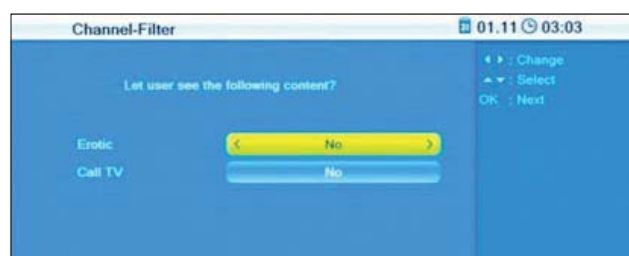 Channel-Filter
31 01.11 03:03
Let user see the following content?
◄ ► : Change
▲ ▼ : Select
OK : Next
Erotic < No >
Call TV No